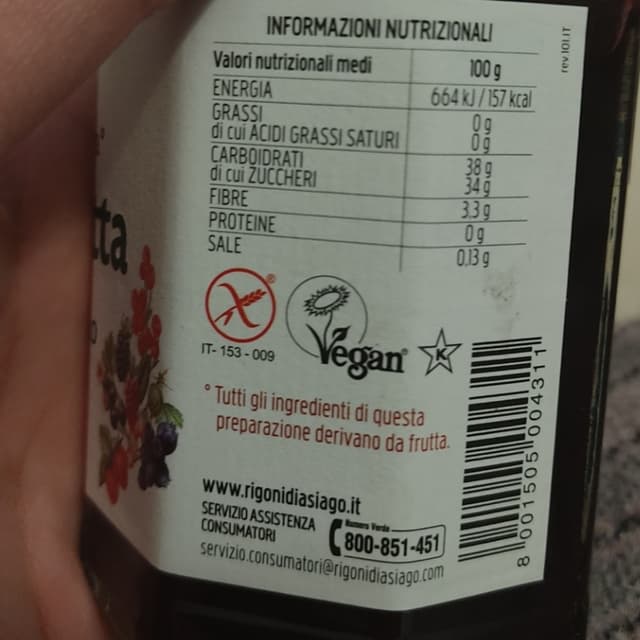 INFORMAZIONI NUTRIZIONALI
Valori nutrizionali medi 100 g
ENERGIA 664 kJ / 157 kcal
GRASSI 0 g
di cui ACIDI GRASSI SATURI 0 g
CARBOIDRATI 38 g
di cui ZUCCHERI 34 g
FIBRE 3,3 g
PROTEINE 0 g
SALE 0,13 g
rev.101.IT
tta
®
IT- 153 - 009
Vegan®
K
° Tutti gli ingredienti di questa
preparazione derivano da frutta.
www.rigonidiasiago.it
SERVIZIO ASSISTENZA
CONSUMATORI
Numero Verde
800-851-451
servizio.consumatori@rigonidiasiago.com
8 001505 004311